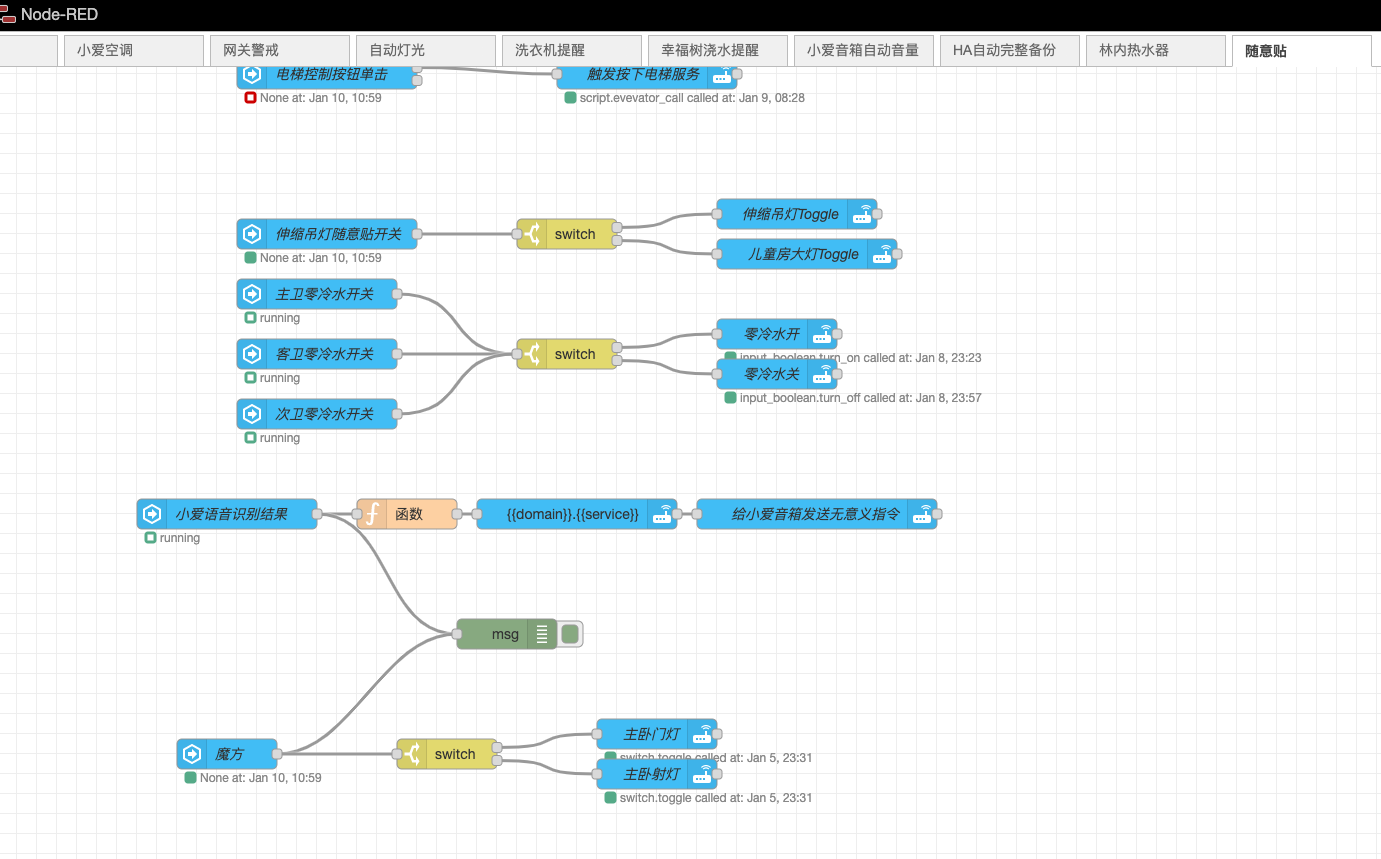 Node-RED
小爱空调
网关警戒
自动灯光
洗衣机提醒
幸福树浇水提醒
小爱音箱自动音量
HA自动完整备份
林内热水器
随意贴
电梯控制按钮单击
触发按下电梯服务
None at: Jan 10, 10:59
script.evevator_call called at: Jan 9, 08:28
伸缩吊灯Toggle
伸缩吊灯随意贴开关
switch
儿童房大灯Toggle
None at: Jan 10, 10:59
主卫零冷水开关
running
零冷水开
客卫零冷水开关
switch
input_boolean.turn_on called at: Jan 8, 23:23
零冷水关
running
input_boolean.turn_off called at: Jan 8, 23:57
次卫零冷水开关
running
小爱语音识别结果
函数
{{domain}}.{{service}}
给小爱音箱发送无意义指令
running
msg
主卧门灯
魔方
switch
switch.toggle called at: Jan 5, 23:31
主卧射灯
None at: Jan 10, 10:59
switch.toggle called at: Jan 5, 23:31